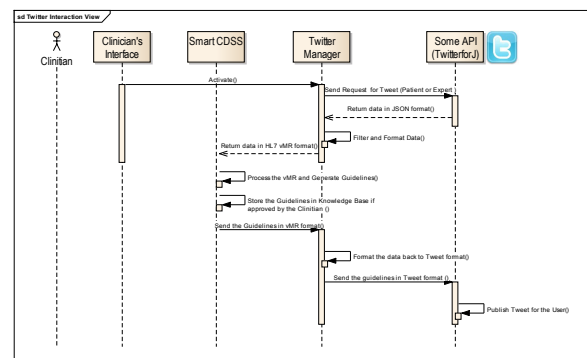 sd Twitter Interaction View
Clinitian
Clinician's
Interface
Smart CDSS
Twitter
Manager
Some API
(TwitterforJ)
Activate()
Send Request for Tweet (Patient or Expert )
Return data in JSON format()
Filter and Format Data()
Return data in HL7 vMR format()
Process the vMR and Generate Guidelines()
Store the Guidelines in Knowledge Base if
approved by the Clinitian ()
Send the Guidelines in vMR format()
Format the data back to Tweet format()
Send the guidelines in Tweet format ()
Publish Tweet for the User()